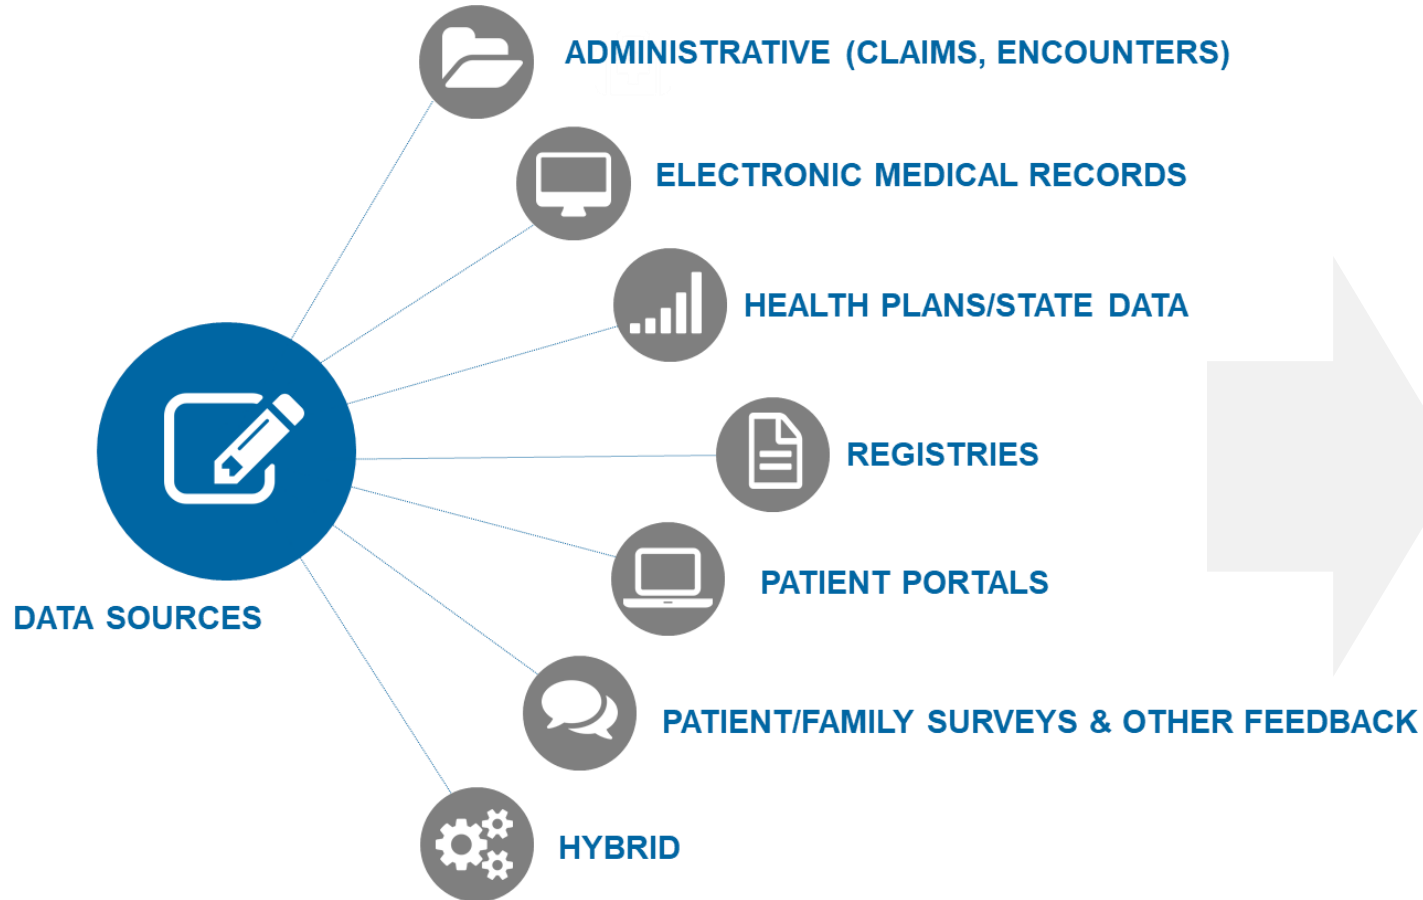 ADMINISTRATIVE (CLAIMS, ENCOUNTERS)
ELECTRONIC MEDICAL RECORDS
HEALTH PLANS/STATE DATA
REGISTRIES
PATIENT PORTALS
DATA SOURCES
PATIENT/FAMILY SURVEYS & OTHER FEEDBACK
HYBRID